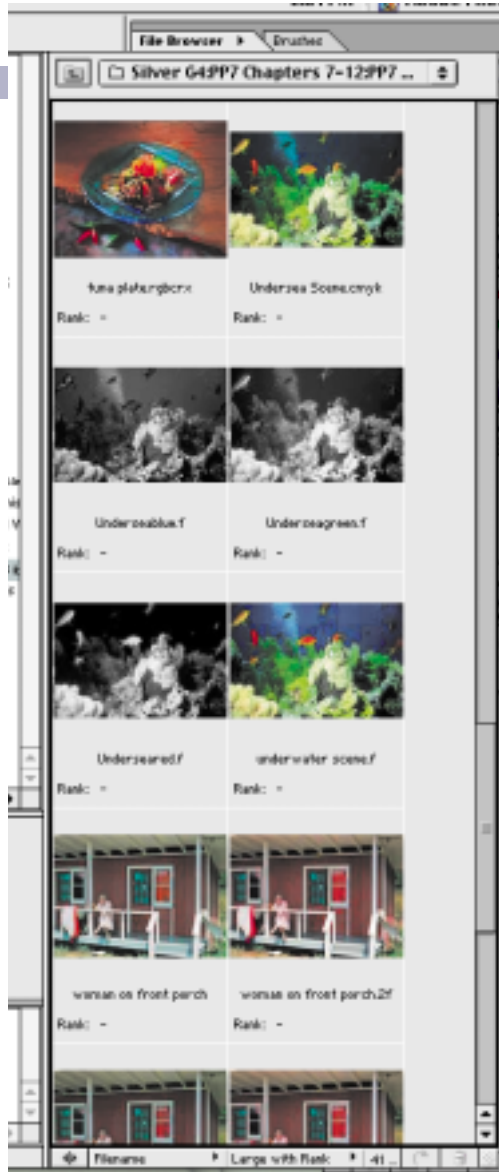 File Browser Brushes
Silver G4:PP7 Chapters 7-12:PP7 ...
tuna plate.rgbcrx Undersea Scene.cmyk
Rank: - Rank: -
Underseablue.f Underseagreen.f
Rank: - Rank: -
Underseared.f underwater scene.f
Rank: - Rank: -
woman on front porch woman on front porch.2f
Rank: - Rank: -
Filename Large with Rank 41 ..